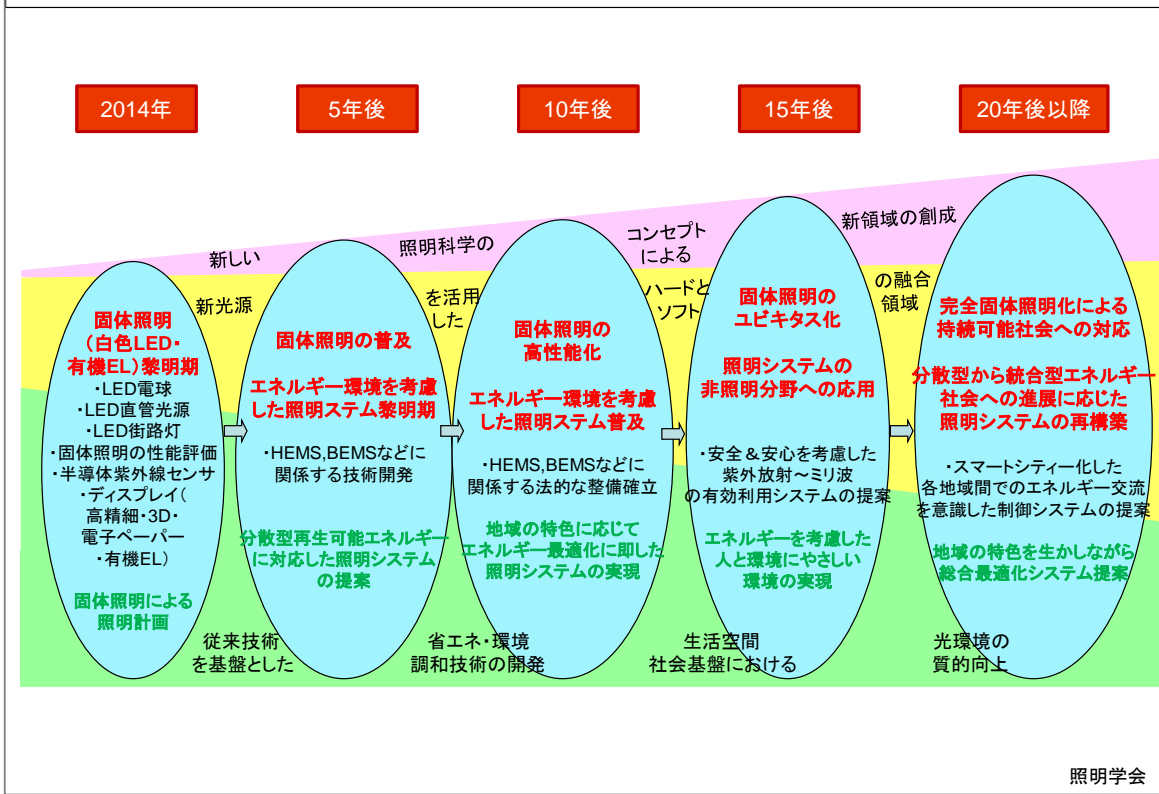 2014年
5年後
10年後
15年後
20年後以降
新しい
照明科学の
コンセプト
による
新領域の創成
新光源
を活用
した
ハードと
ソフト
の融合
領域
固体照明
(白色LED・
有機EL)黎明期
・LED電球
・LED直管光源
・LED街路灯
・固体照明の性能評価
・半導体紫外線センサ
・ディスプレイ(
高精細・3D・
電子ペーパー
・有機EL)
固体照明による
照明計画
固体照明の普及
エネルギー環境を考慮
した照明ステム黎明期
・HEMS,BEMSなどに
関係する技術開発
分散型再生可能エネルギー
に対応した照明システム
の提案
固体照明の
高性能化
エネルギー環境を考慮
した照明ステム普及
・HEMS,BEMSなどに
関係する法的な整備確立
地域の特色に応じて
エネルギー最適化に即した
照明システムの実現
固体照明の
ユビキタス化
照明システムの
非照明分野への応用
・安全&安心を考慮した
紫外放射～ミリ波
の有効利用システムの提案
エネルギーを考慮した
人と環境にやさしい
環境の実現
完全固体照明化による
持続可能社会への対応
分散型から統合型エネルギー
社会への進展に応じた
照明システムの再構築
・スマートシティー化した
各地域間でのエネルギー交流
を意識した制御システムの提案
地域の特色を生かしながら
総合最適化システム提案
従来技術
を基盤とした
省エネ・環境
調和技術の開発
生活空間
社会基盤における
光環境の
質的向上
照明学会